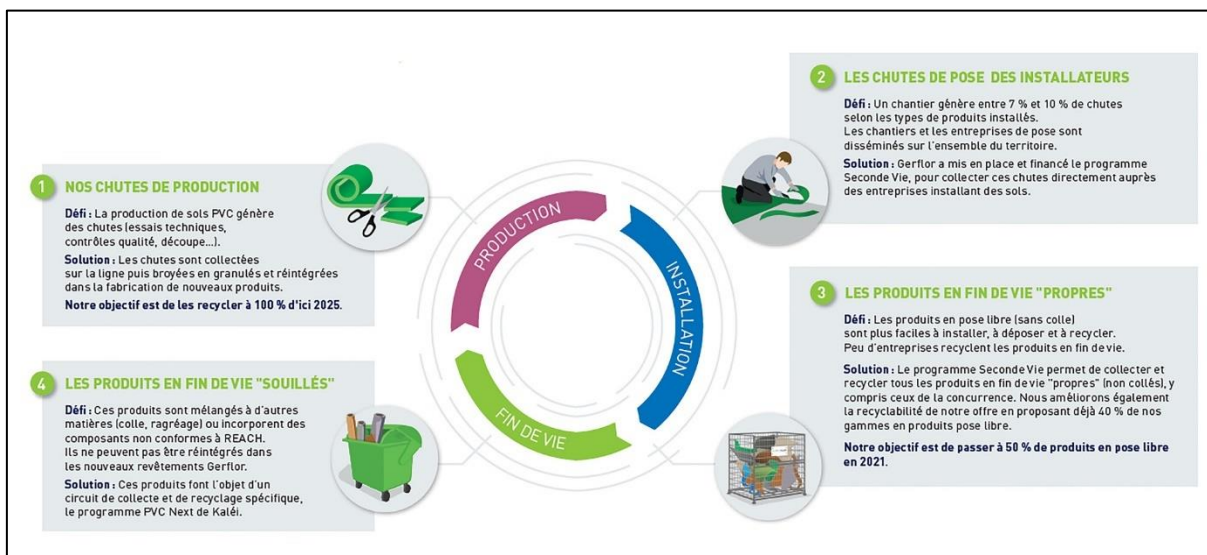 1 NOS CHUTES DE PRODUCTION
Défi : La production de sols PVC génère
des chutes (essais techniques,
contrôles qualité, découpe...).
Solution : Les chutes sont collectées
sur la ligne puis broyées en granulés et réintégrées
dans la fabrication de nouveaux produits.
Notre objectif est de les recycler à 100 % d'ici 2025.
2 LES CHUTES DE POSE DES INSTALLATEURS
Défi : Un chantier génère entre 7 % et 10 % de chutes
selon les types de produits installés.
Les chantiers et les entreprises de pose sont
disséminés sur l'ensemble du territoire.
Solution : Gerflor a mis en place et financé le programme
Seconde Vie, pour collecter ces chutes directement auprès
des entreprises installant des sols.
PRODUCTION
INSTALLATION
FIN DE VIE
3 LES PRODUITS EN FIN DE VIE "PROPRES"
Défi : Les produits en pose libre (sans colle)
sont plus faciles à installer, à déposer et à recycler.
Peu d'entreprises recyclent les produits en fin de vie.
Solution : Le programme Seconde Vie permet de collecter et
recycler tous les produits en fin de vie "propres" (non collés), y
compris ceux de la concurrence. Nous améliorons également
la recyclabilité de notre offre en proposant déjà 40 % de nos
gammes en produits pose libre.
Notre objectif est de passer à 50 % de produits en pose libre
en 2021.
4 LES PRODUITS EN FIN DE VIE "SOUILLÉS"
Défi : Ces produits sont mélangés à d'autres
matières (colle, ragréage) ou incorporent des
composants non conformes à REACH.
Ils ne peuvent pas être réintégrés dans
les nouveaux revêtements Gerflor.
Solution : Ces produits font l'objet d'un
circuit de collecte et de recyclage spécifique,
le programme PVC Next de Kaléi.